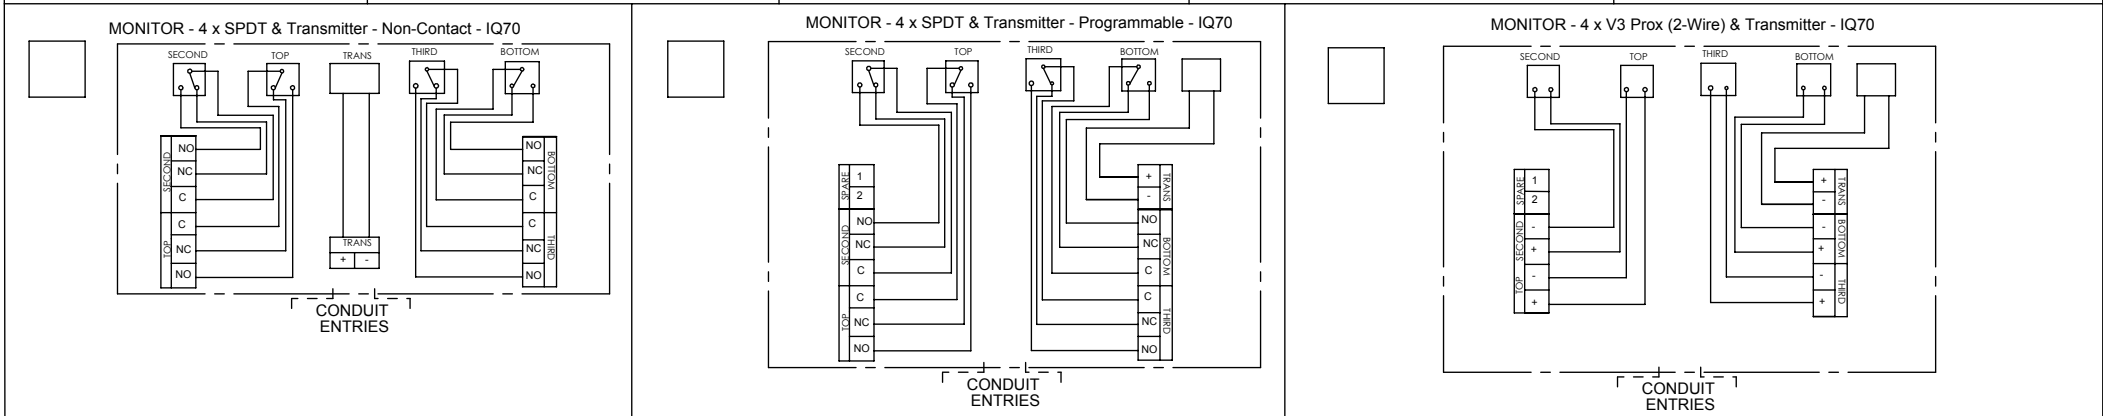 MONITOR - 4 x SPDT & Transmitter - Non-Contact - IQ70
SECOND
TOP
TRANS
THIRD
BOTTOM
SECOND
NO
NC
C
TOP
C
NC
NO
TRANS
+ -
NO
NC
C
BOTTOM
C
NC
NO
THIRD
CONDUIT
ENTRIES
MONITOR - 4 x SPDT & Transmitter - Programmable - IQ70
SECOND
TOP
THIRD
BOTTOM
SPARE
1
2
SECOND
NO
NC
C
TOP
C
NC
NO
+
-
TRANS
NO
NC
C
BOTTOM
C
NC
NO
THIRD
CONDUIT
ENTRIES
MONITOR - 4 x V3 Prox (2-Wire) & Transmitter - IQ70
SECOND
TOP
THIRD
BOTTOM
SPARE
1
2
SECOND
-
+
TOP
-
+
+
-
TRANS
-
+
BOTTOM
-
+
THIRD
CONDUIT
ENTRIES